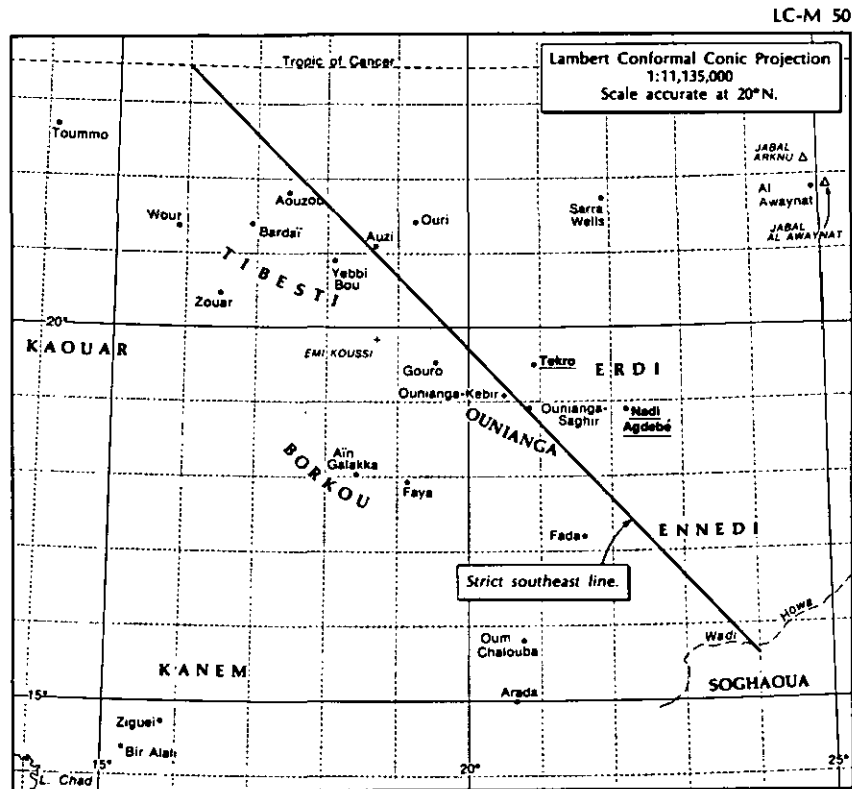 LC-M 50
Tropic of Cancer
Lambert Conformal Conic Projection
1:11,135,000
Scale accurate at 20°N.
Toummo
JABAL
ARKNU
Al
Awaynat
JABAL
AL AWAYNAT
Aouzou
Wour
Bardaï
Ouri
Sarra
Wells
Auzi
TIBESTI
Yebbi
Bou
Zouar
20°
KAOUAR
EMI KOUSSI
Gouro
Tekro
ERDI
Ounianga-Kebir
OUNIANGA
Ounianga-
Saghir
Nadi
Agdebé
Aïn
Galakka
BORKOU
Faya
Fada
ENNEDI
Strict southeast line.
Oum
Chalouba
Wadi
Howa
KANEM
SOGHAOUA
15°
Arada
Ziguei
Bir Alali
15°
20°
25°
L. Chad